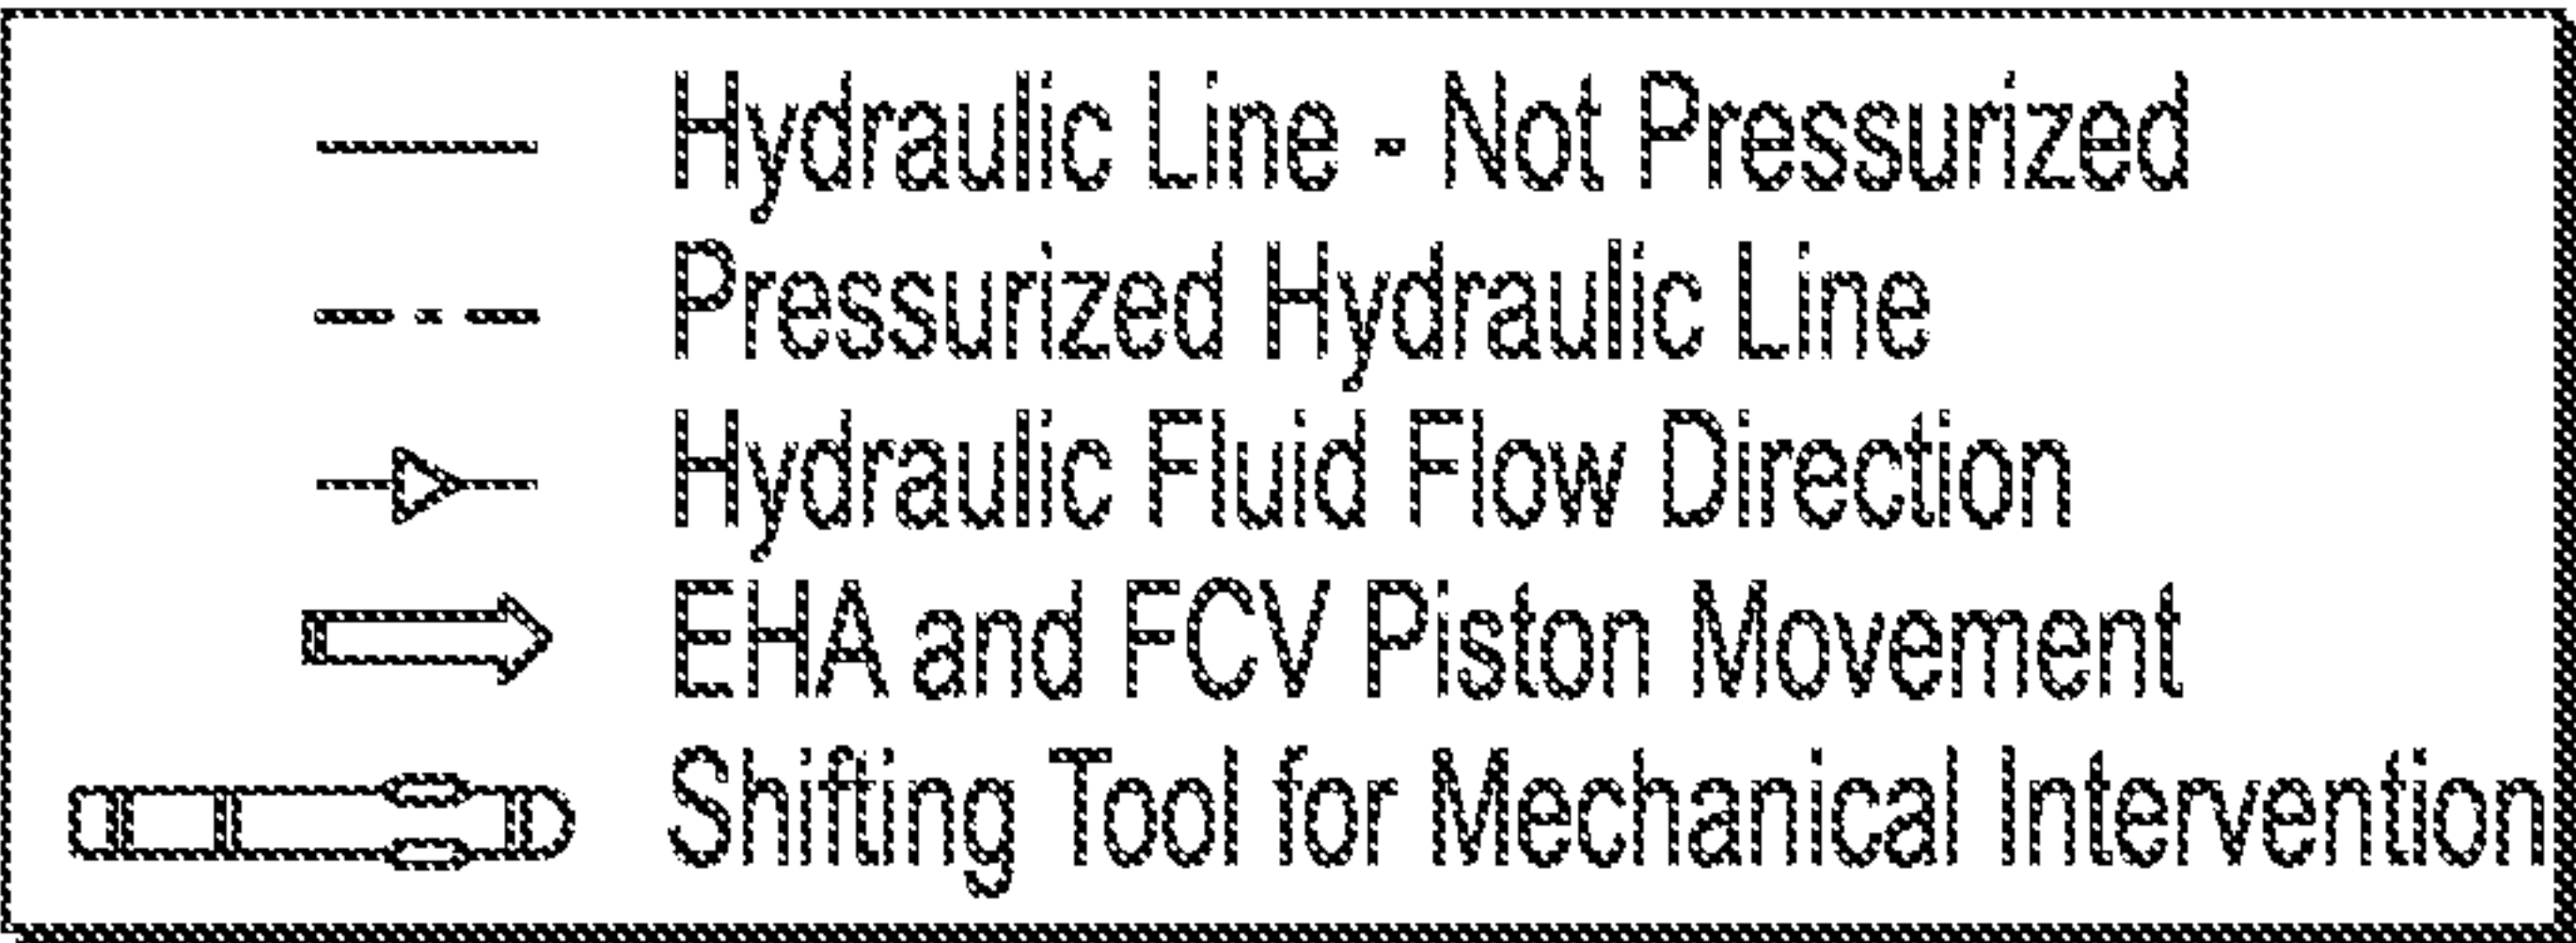 Hydraulic Line - Not Pressurized
Pressurized Hydraulic Line
Hydraulic Fluid Flow Direction
EHA and FCV Piston Movement
Shifting Tool for Mechanical Intervention